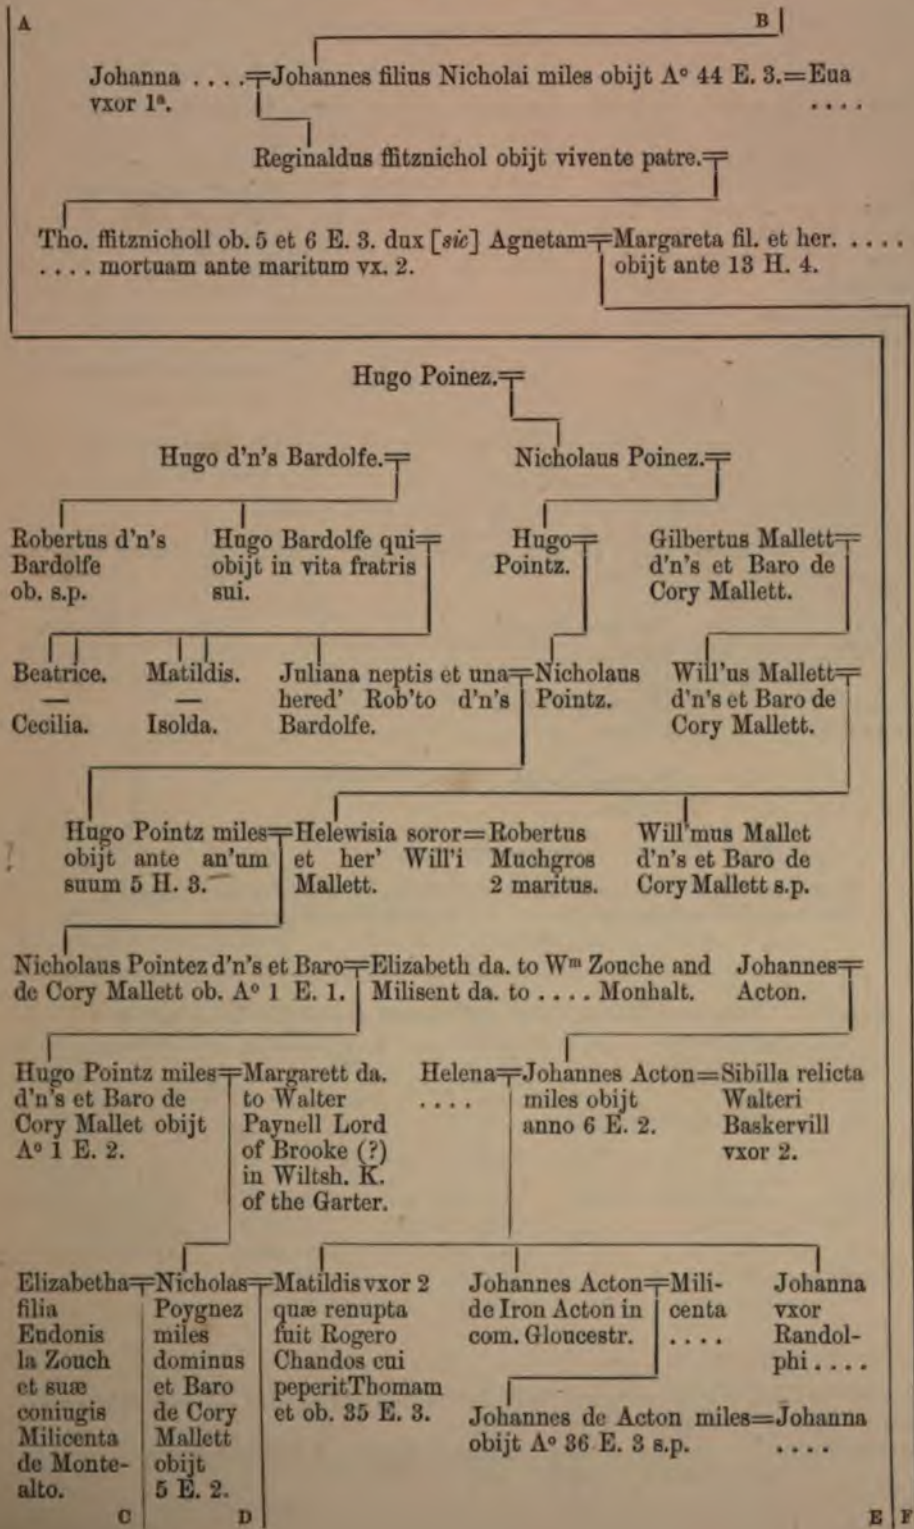 A B
Johanna . . . . =Johannes filius Nicholai miles obijt Aº 44 E. 3.=Eua
vxor 1ª. . . . .
Reginaldus ffitznichol obijt vivente patre.=
Tho. ffitznicholl ob. 5 et 6 E. 3. dux [sic] Agnetam=Margareta fil. et her. . . . .
. . . . mortuam ante maritum vx. 2. obijt ante 13 H. 4.
Hugo Poinez.=
Hugo d'n's Bardolfe.= Nicholaus Poinez.=
Robertus d'n's Hugo Bardolfe qui= Hugo= Gilbertus Mallett=
Bardolfe obijt in vita fratris Pointz. d'n's et Baro de
ob. s.p. sui. Cory Mallett.
Beatrice. Matildis. Juliana neptis et una=Nicholaus Will'us Mallett=
— — hered' Rob'to d'n's Pointz. d'n's et Baro de
Cecilia. Isolda. Bardolfe. Cory Mallett.
Hugo Pointz miles=Helewisia soror=Robertus Will'mus Mallet
obijt ante an'um et her' Will'i Muchgros d'n's et Baro de
suum 5 H. 3. Mallett. 2 maritus. Cory Mallett s.p.
Nicholaus Pointez d'n's et Baro=Elizabeth da. to Wᵐ Zouche and Johannes=
de Cory Mallett ob. Aº 1 E. 1. Milisent da. to . . . . Monhalt. Acton.
Hugo Pointz miles=Margarett da. Helena=Johannes Acton=Sibilla relicta
d'n's et Baro de to Walter . . . . miles obijt Walteri
Cory Mallet obijt Paynell Lord anno 6 E. 2. Baskervill
Aº 1 E. 2. of Brooke (?) vxor 2.
in Wiltsh. K.
of the Garter.
Elizabetha=Nicholas=Matildis vxor 2 Johannes Acton=Mili- Johanna
filia Poygnez quæ renupta de Iron Acton in centa vxor
Eudonis miles fuit Rogero com. Gloucestr. . . . . Randol-
la Zouch dominus Chandos cui phi . . . .
et suæ et Baro peperit Thomam
coniugis de Cory et ob. 35 E. 3. Johannes de Acton miles=Johanna
Milicenta Mallett obijt Aº 36 E. 3 s.p. . . . .
de Monte- obijt
alto. 5 E. 2.
C D E F